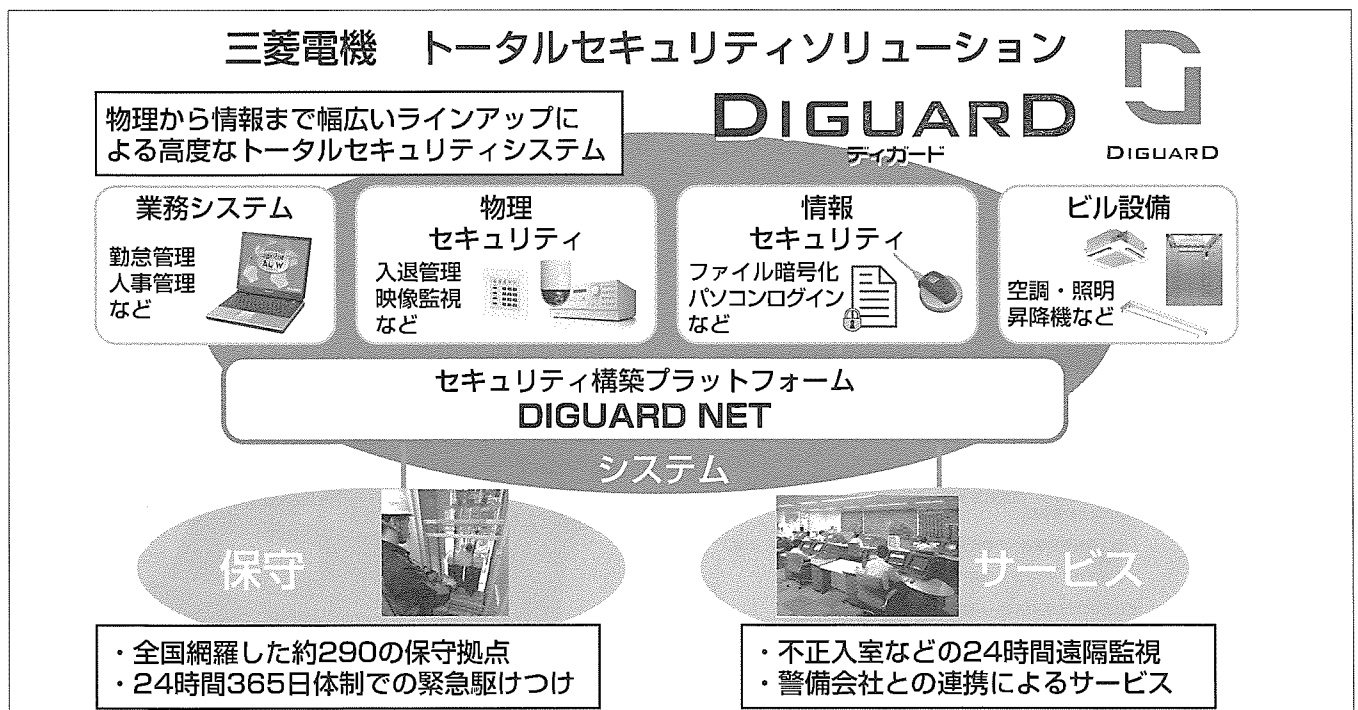 三菱電機　トータルセキュリティソリューション
物理から情報まで幅広いラインアップに
よる高度なトータルセキュリティシステム
DIGUARD
ディガード
DIGUARD
業務システム
勤怠管理
人事管理
など
物理
セキュリティ
入退管理
映像監視
など
情報
セキュリティ
ファイル暗号化
パソコンログイン
など
ビル設備
空調・照明
昇降機など
セキュリティ構築プラットフォーム
DIGUARD NET
システム
保守
サービス
・全国網羅した約290の保守拠点
・24時間365日体制での緊急駆けつけ
・不正入室などの24時間遠隔監視
・警備会社との連携によるサービス